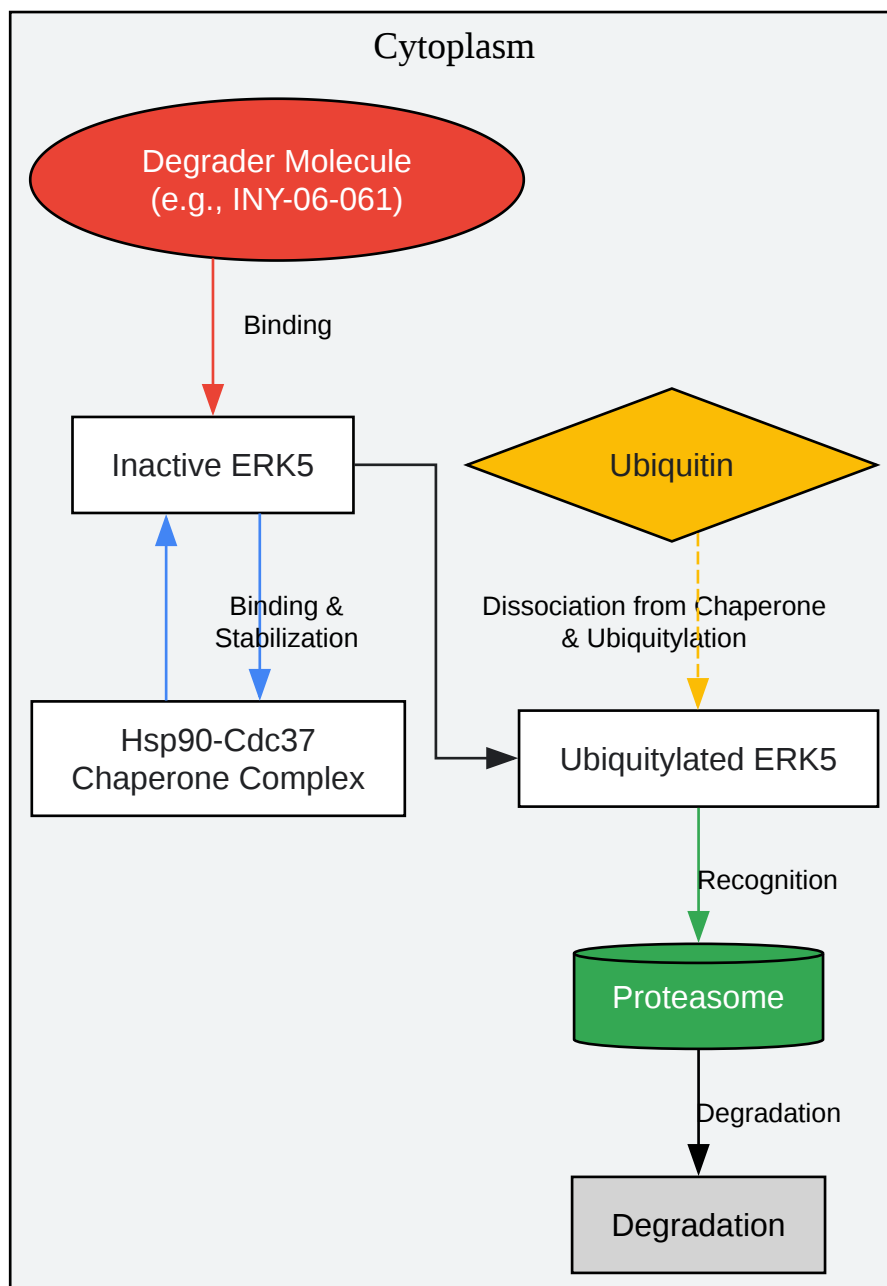 Cytoplasm
Degrader Molecule
(e.g., INY-06-061)
Binding
Inactive ERK5
Ubiquitin
Binding &
Stabilization
Dissociation from Chaperone
& Ubiquitylation
Hsp90-Cdc37
Chaperone Complex
Ubiquitylated ERK5
Recognition
Proteasome
Degradation
Degradation